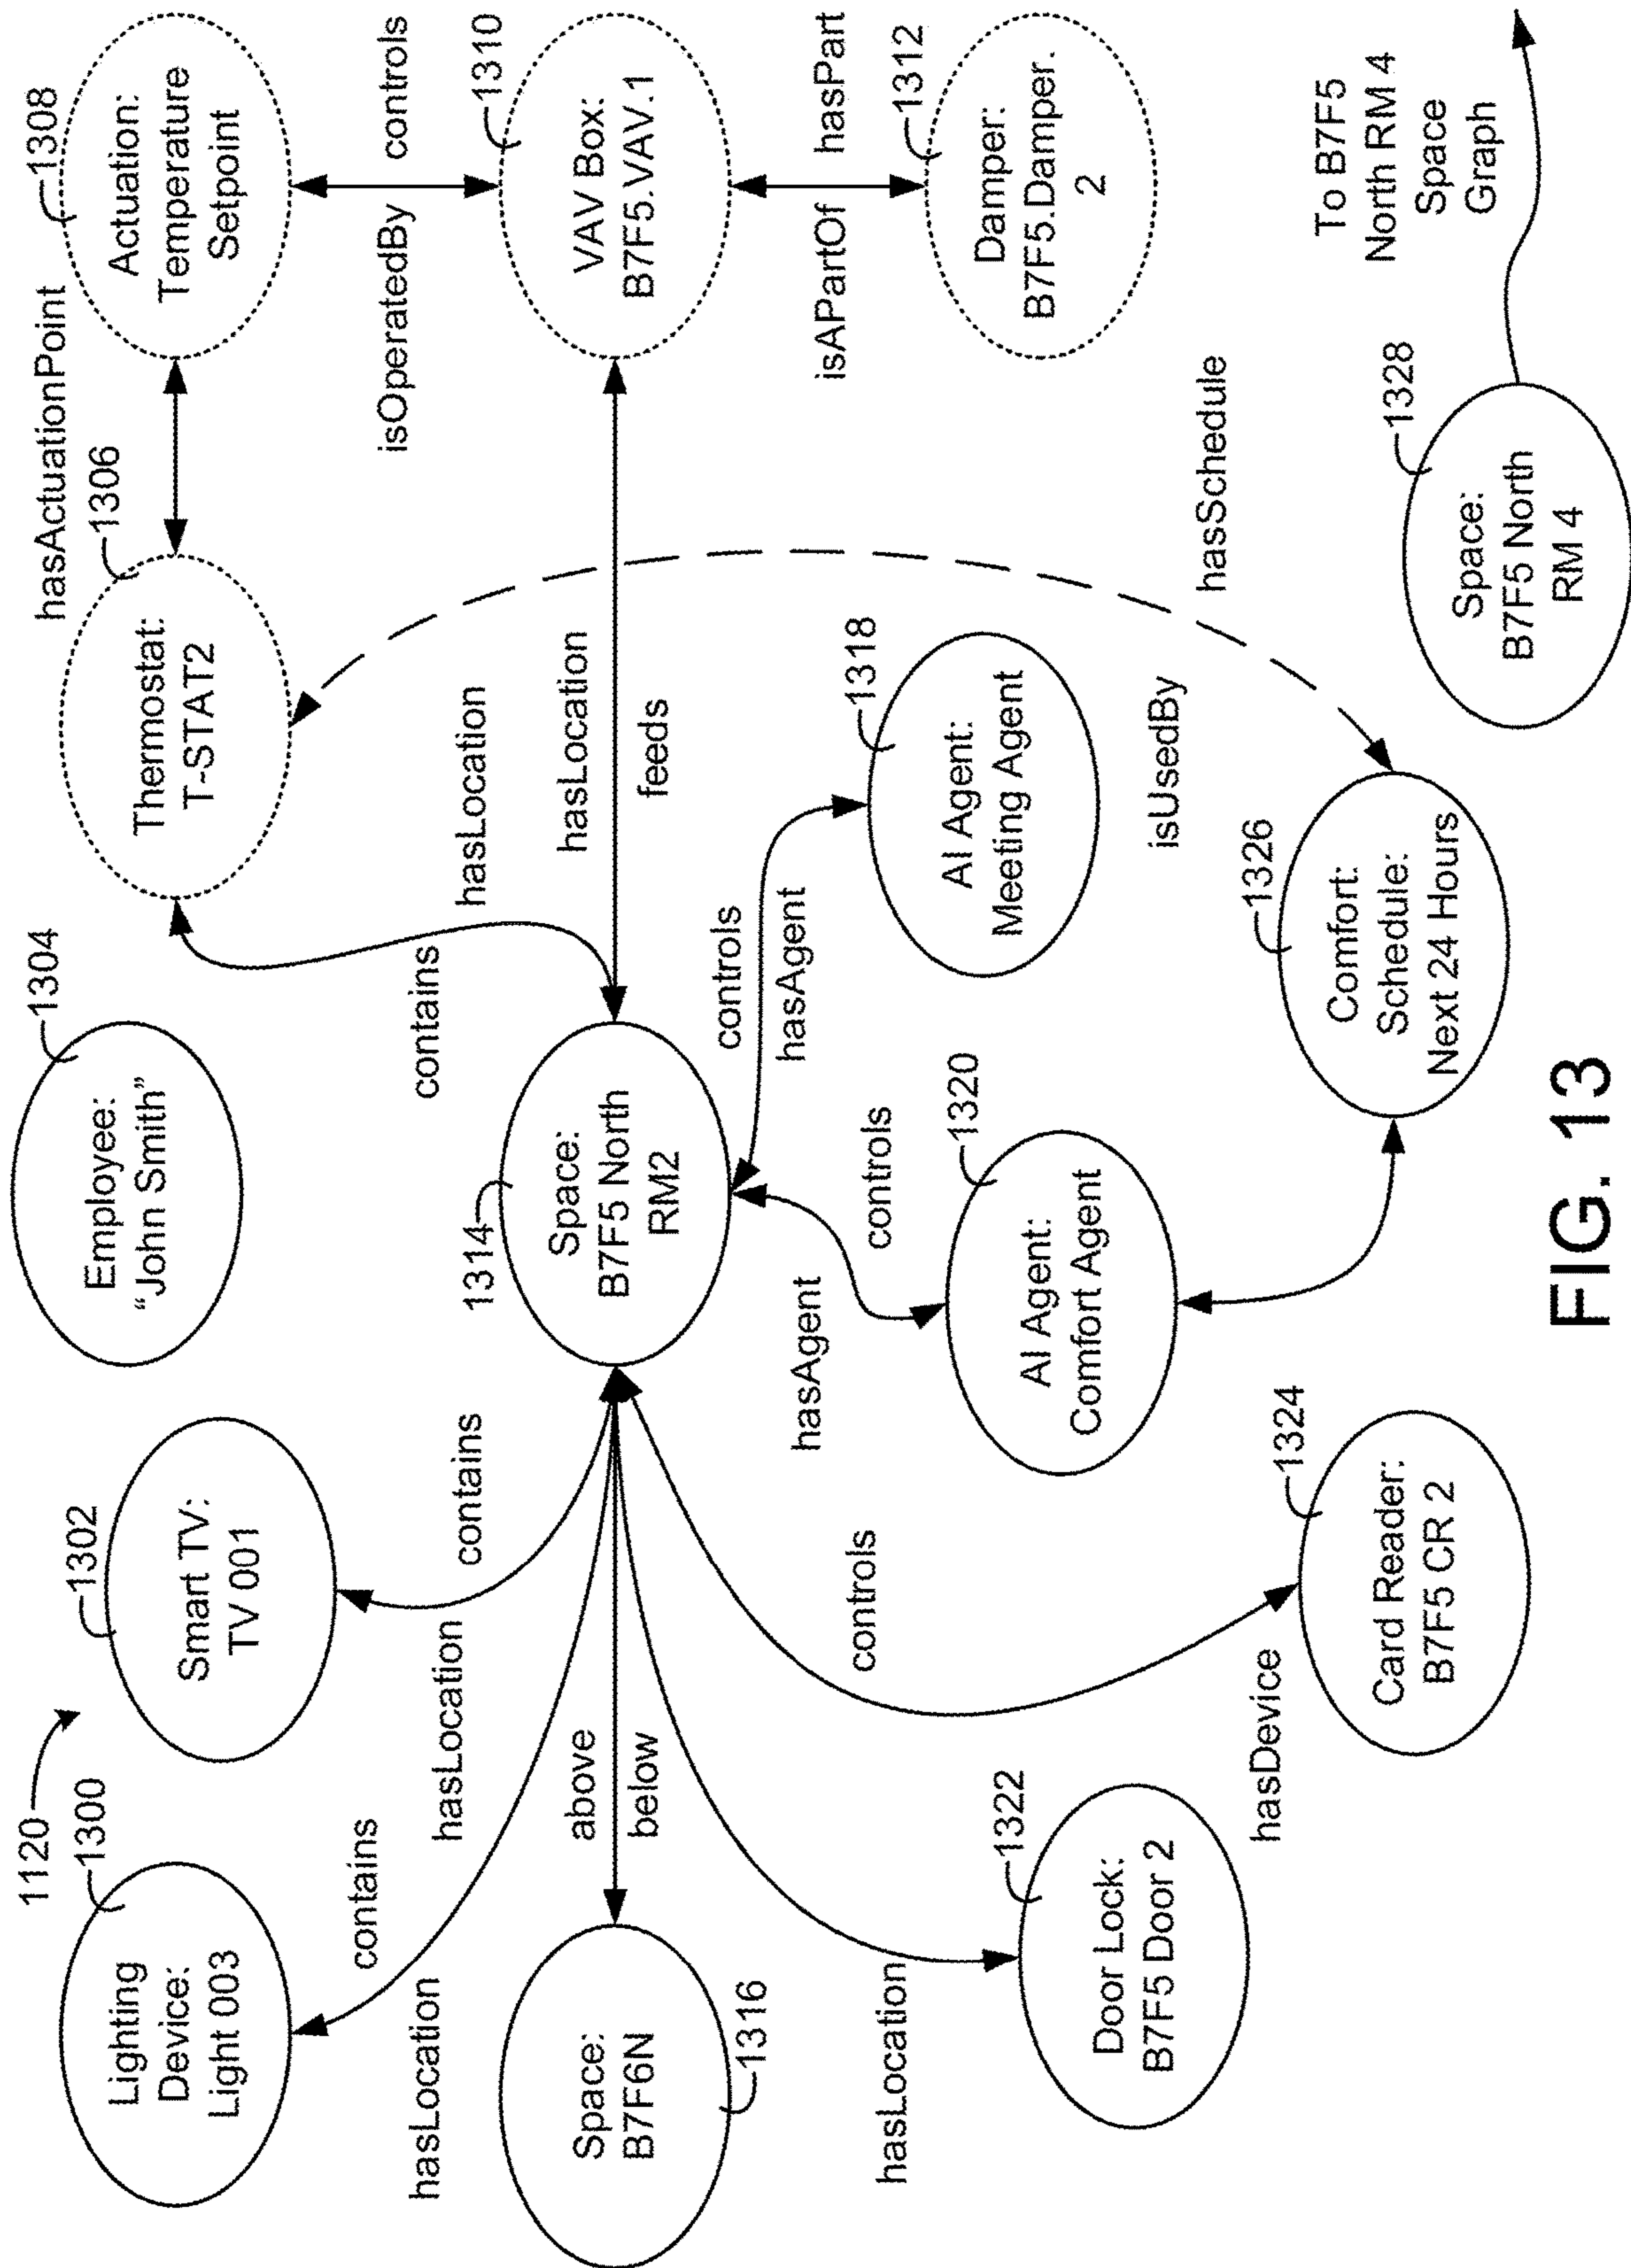 1120
1300
Lighting
Device:
Light 003
1302
Smart TV:
TV 001
1304
Employee:
“John Smith”
1306
Thermostat:
T-STAT2
hasActuationPoint
1308
Actuation:
Temperature
Setpoint
contains
hasLocation
hasLocation
contains
contains
hasLocation
isOperatedBy
controls
1316
Space:
B7F6N
above
below
1314
Space:
B7F5 North
RM2
hasLocation
feeds
1310
VAV Box:
B7F5.VAV.1
hasLocation
controls
hasAgent
controls
controls
hasAgent
isAPartOf
hasPart
1322
Door Lock:
B7F5 Door 2
1320
AI Agent:
Comfort Agent
1318
AI Agent:
Meeting Agent
1312
Damper:
B7F5.Damper.
2
hasDevice
isUsedBy
hasSchedule
1324
Card Reader:
B7F5 CR 2
1326
Comfort:
Schedule:
Next 24 Hours
1328
Space:
B7F5 North
RM 4
To B7F5
North RM 4
Space
Graph
FIG. 13